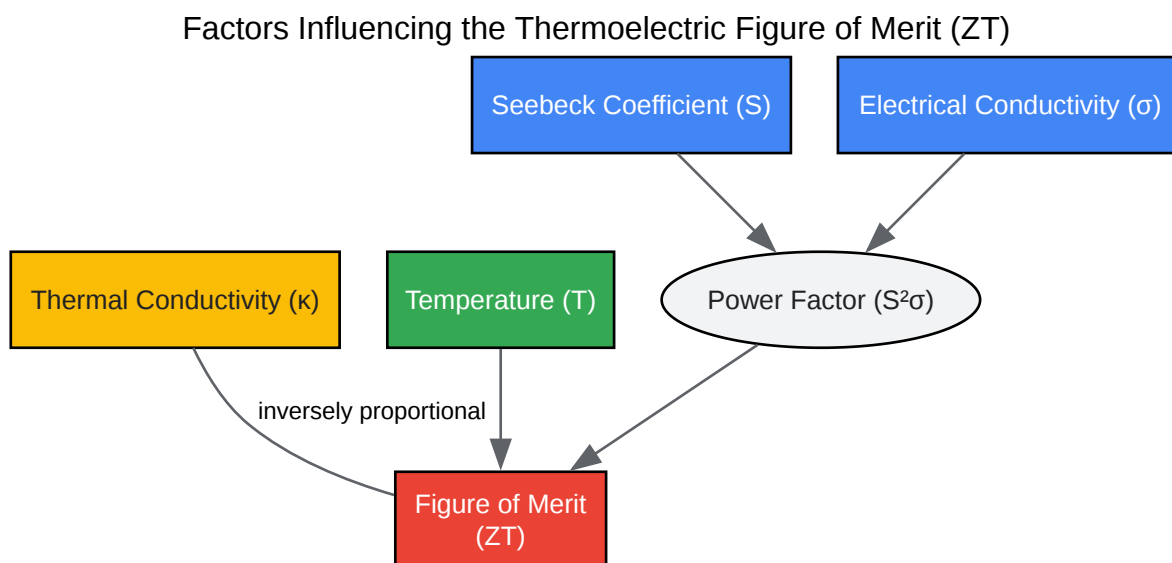 Factors Influencing the Thermoelectric Figure of Merit (ZT)
Seebeck Coefficient (S)
Electrical Conductivity (σ)
Thermal Conductivity (κ)
Temperature (T)
Power Factor (S²σ)
inversely proportional
Figure of Merit
(ZT)